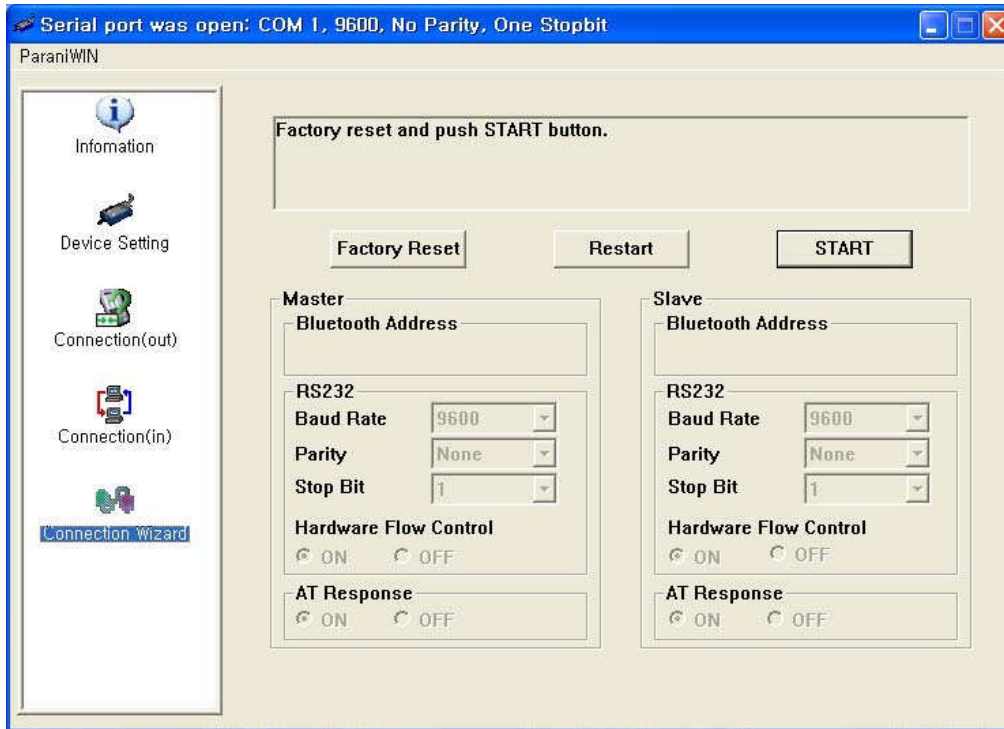 Serial port was open: COM 1, 9600, No Parity, One Stopbit
ParaniWIN
Infomation
Device Setting
Connection(out)
Connection(in)
Connection Wizard
Factory reset and push START button.
Factory Reset
Restart
START
Master
Bluetooth Address
RS232
Baud Rate 9600
Parity None
Stop Bit 1
Hardware Flow Control
ON OFF
AT Response
ON OFF
Slave
Bluetooth Address
RS232
Baud Rate 9600
Parity None
Stop Bit 1
Hardware Flow Control
ON OFF
AT Response
ON OFF